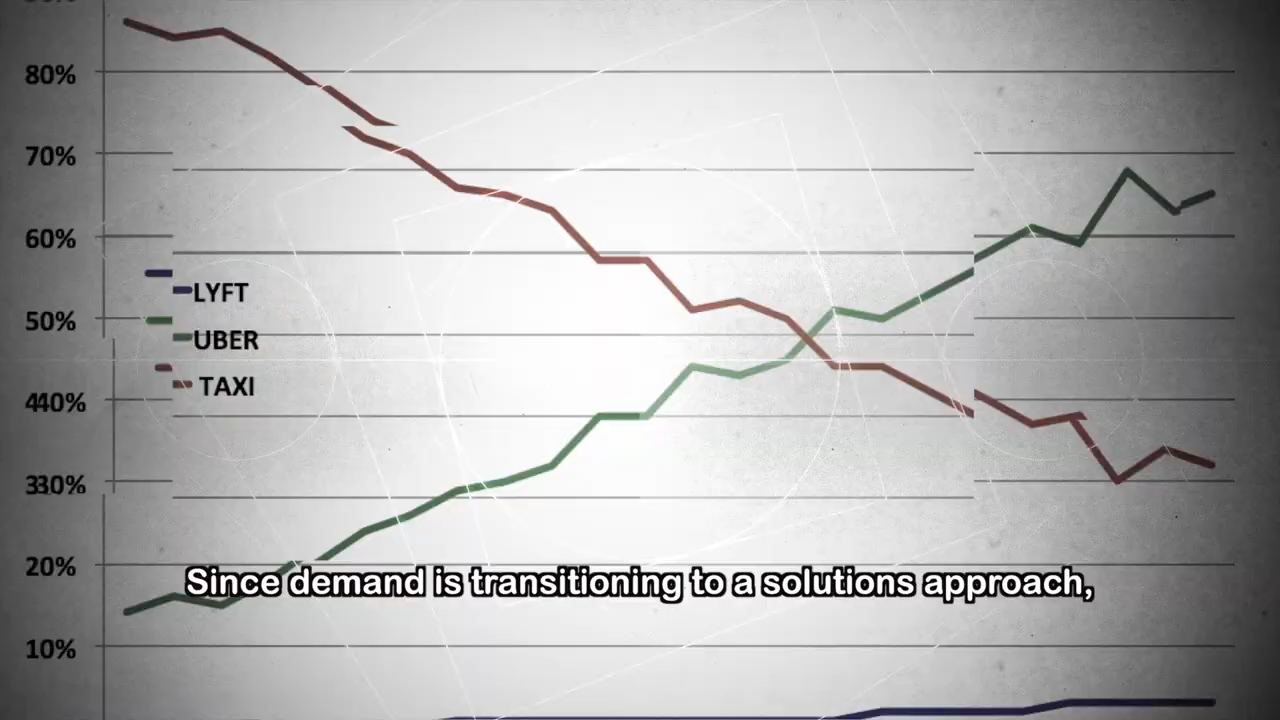 80%
70%
60%
LYFT
50%
UBER
TAXI
440%
330%
20%
Since demand is transitioning to a solutions approach,
10%